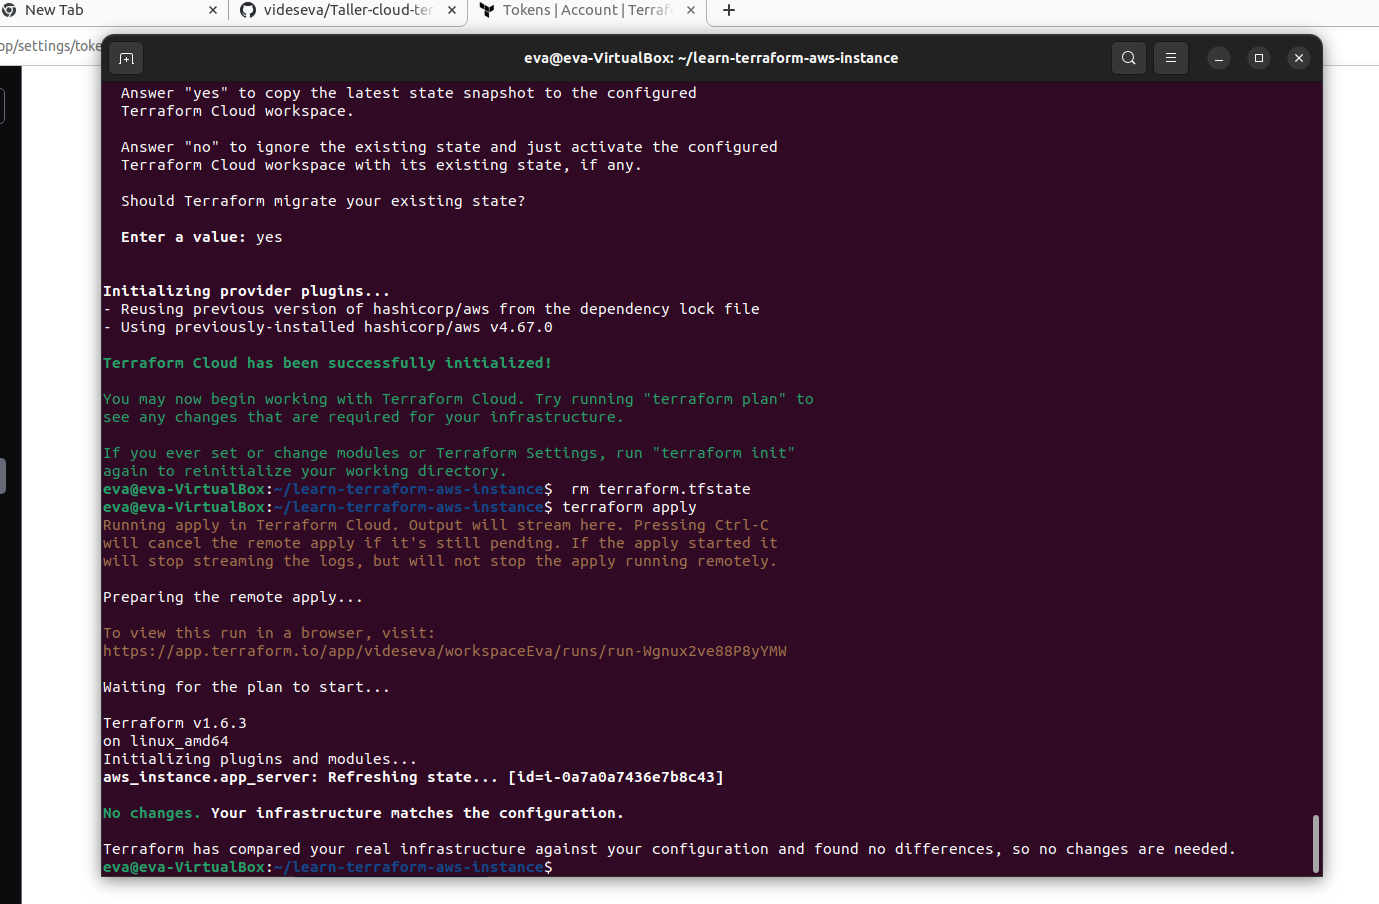 New Tab
videseva/Taller-cloud-ter
Tokens | Account | Terraf
op/settings/toke
eva@eva-VirtualBox: ~/learn-terraform-aws-instance
Answer "yes" to copy the latest state snapshot to the configured
Terraform Cloud workspace.
Answer "no" to ignore the existing state and just activate the configured
Terraform Cloud workspace with its existing state, if any.
Should Terraform migrate your existing state?
Enter a value: yes
Initializing provider plugins...
- Reusing previous version of hashicorp/aws from the dependency lock file
- Using previously-installed hashicorp/aws v4.67.0
Terraform Cloud has been successfully initialized!
You may now begin working with Terraform Cloud. Try running "terraform plan" to
see any changes that are required for your infrastructure.
If you ever set or change modules or Terraform Settings, run "terraform init"
again to reinitialize your working directory.
eva@eva-VirtualBox:~/learn-terraform-aws-instance$  rm terraform.tfstate
eva@eva-VirtualBox:~/learn-terraform-aws-instance$ terraform apply
Running apply in Terraform Cloud. Output will stream here. Pressing Ctrl-C
will cancel the remote apply if it's still pending. If the apply started it
will stop streaming the logs, but will not stop the apply running remotely.
Preparing the remote apply...
To view this run in a browser, visit:
https://app.terraform.io/app/videseva/workspaceEva/runs/run-Wgnux2ve88P8yYMW
Waiting for the plan to start...
Terraform v1.6.3
on linux_amd64
Initializing plugins and modules...
aws_instance.app_server: Refreshing state... [id=i-0a7a0a7436e7b8c43]
No changes. Your infrastructure matches the configuration.
Terraform has compared your real infrastructure against your configuration and found no differences, so no changes are needed.
eva@eva-VirtualBox:~/learn-terraform-aws-instance$